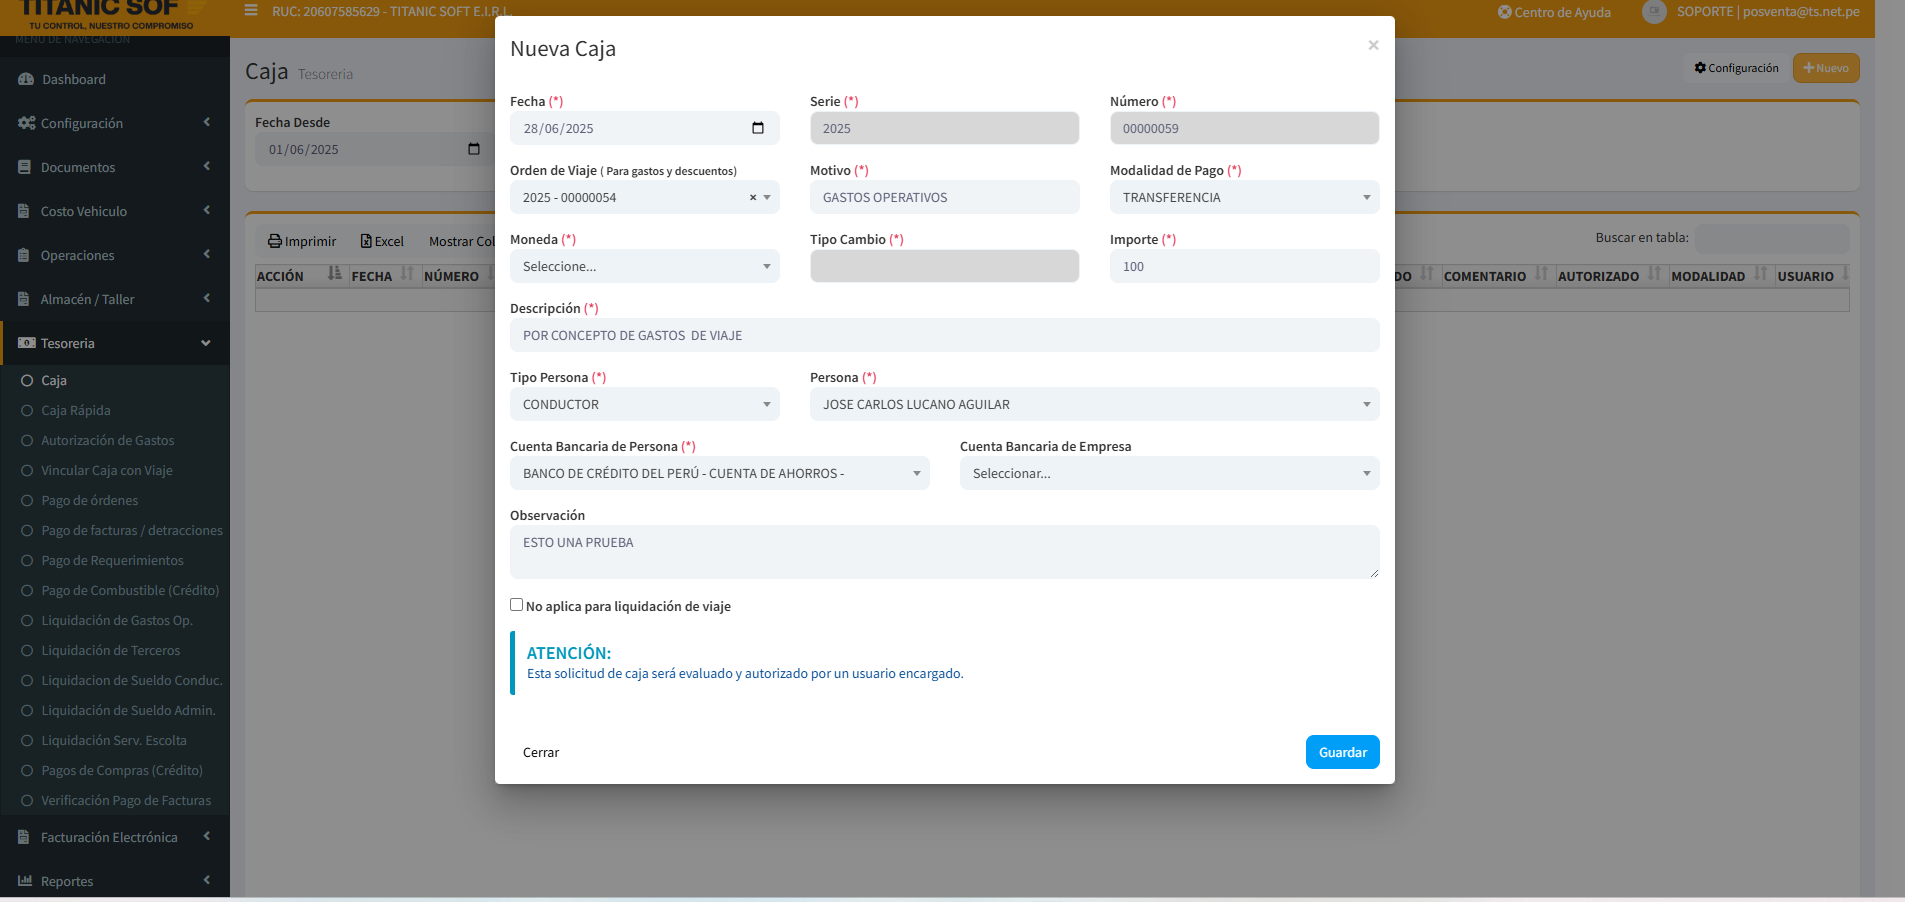 TITANIC SOF
TU CONTROL, NUESTRO COMPROMISO
RUC: 20607585629 - TITANIC SOFT E.I.R.L.
Centro de Ayuda
SOPORTE | posventa@ts.net.pe
MENÚ DE NAVEGACIÓN
Dashboard
Configuración
Documentos
Costo Vehiculo
Operaciones
Almacén / Taller
Tesoreria
Caja
Caja Rápida
Autorización de Gastos
Vincular Caja con Viaje
Pago de órdenes
Pago de facturas / detracciones
Pago de Requerimientos
Pago de Combustible (Crédito)
Liquidación de Gastos Op.
Liquidación de Terceros
Liquidacion de Sueldo Conduc.
Liquidación de Sueldo Admin.
Liquidación Serv. Escolta
Pagos de Compras (Crédito)
Verificación Pago de Facturas
Facturación Electrónica
Reportes
Caja Tesoreria
Configuración
+ Nuevo
Fecha Desde
01/06/2025
Imprimir Excel Mostrar Col
Buscar en tabla:
ACCIÓN FECHA NÚMERO DO COMENTARIO AUTORIZADO MODALIDAD USUARIO
Nueva Caja
×
Fecha (*) Serie (*) Número (*)
28/06/2025 2025 00000059
Orden de Viaje ( Para gastos y descuentos) Motivo (*) Modalidad de Pago (*)
2025 - 00000054 × GASTOS OPERATIVOS TRANSFERENCIA
Moneda (*) Tipo Cambio (*) Importe (*)
Seleccione... 100
Descripción (*)
POR CONCEPTO DE GASTOS  DE VIAJE
Tipo Persona (*) Persona (*)
CONDUCTOR JOSE CARLOS LUCANO AGUILAR
Cuenta Bancaria de Persona (*) Cuenta Bancaria de Empresa
BANCO DE CRÉDITO DEL PERÚ - CUENTA DE AHORROS - Seleccionar...
Observación
ESTO UNA PRUEBA
No aplica para liquidación de viaje
ATENCIÓN:
Esta solicitud de caja será evaluado y autorizado por un usuario encargado.
Cerrar Guardar